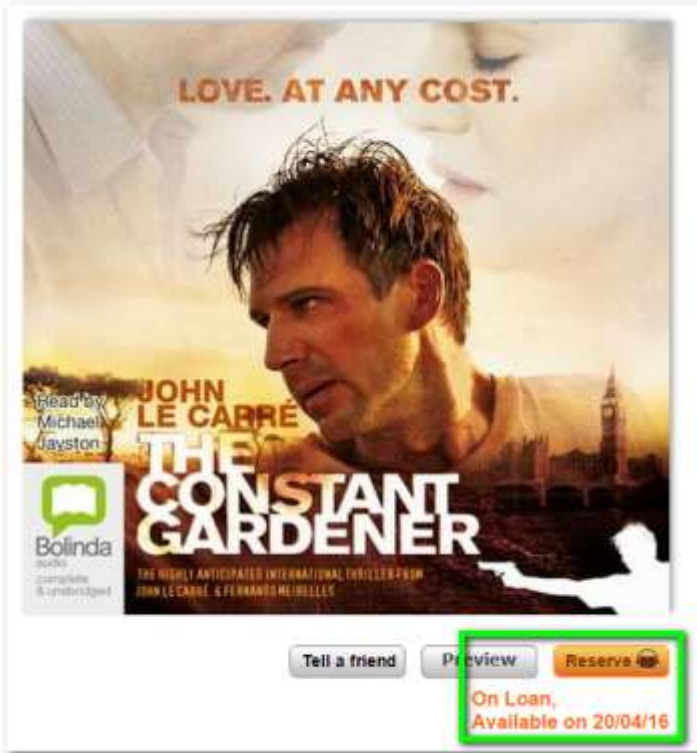 LOVE. AT ANY COST.
Read by
Michael
Jayston
JOHN
LE CARRÉ
THE
CONSTANT
GARDENER
Bolinda
audio
complete
& unabridged
THE HIGHLY ANTICIPATED INTERNATIONAL THRILLER FROM
JOHN LE CARRÉ & FERNANDO MEIRELLES
Tell a friend
Preview
Reserve
On Loan,
Available on 20/04/16